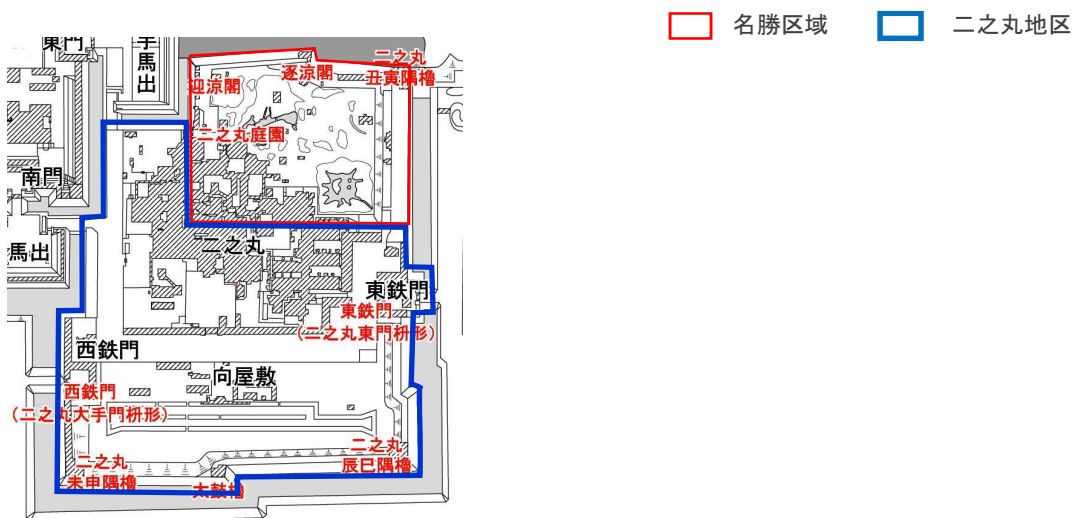 名勝区域
二之丸地区
東門
手馬出
二之丸
丑寅隅櫓
逐涼閣
迎涼閣
二之丸庭園
南門
馬出
二之丸
東鉄門
東鉄門
（二之丸東門枡形）
西鉄門
向屋敷
西鉄門
（二之丸大手門枡形）
二之丸
辰巳隅櫓
二之丸
未申隅櫓
太鼓櫓